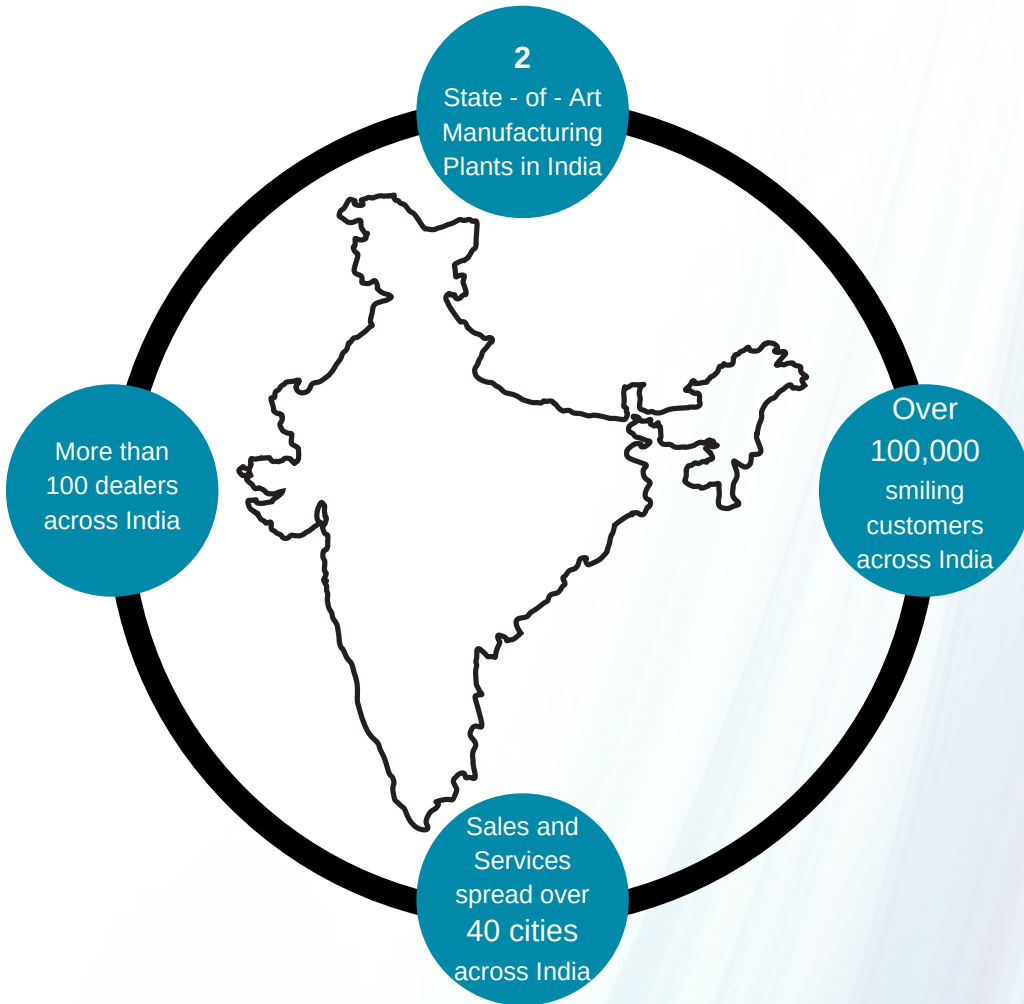 2
State - of - Art
Manufacturing
Plants in India
More than
100 dealers
across India
Over
100,000
smiling
customers
across India
Sales and
Services
spread over
40 cities
across India